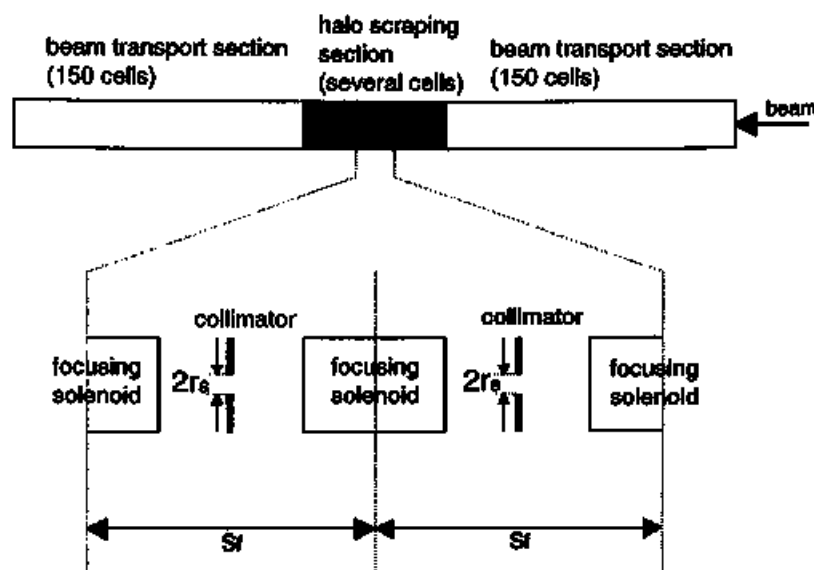 beam transport section
(150 cells)
halo scraping
section
(several cells)
beam transport section
(150 cells)
beam
collimator
collimator
focusing
solenoid
2rs
focusing
solenoid
2rs
focusing
solenoid
Sf
Sf